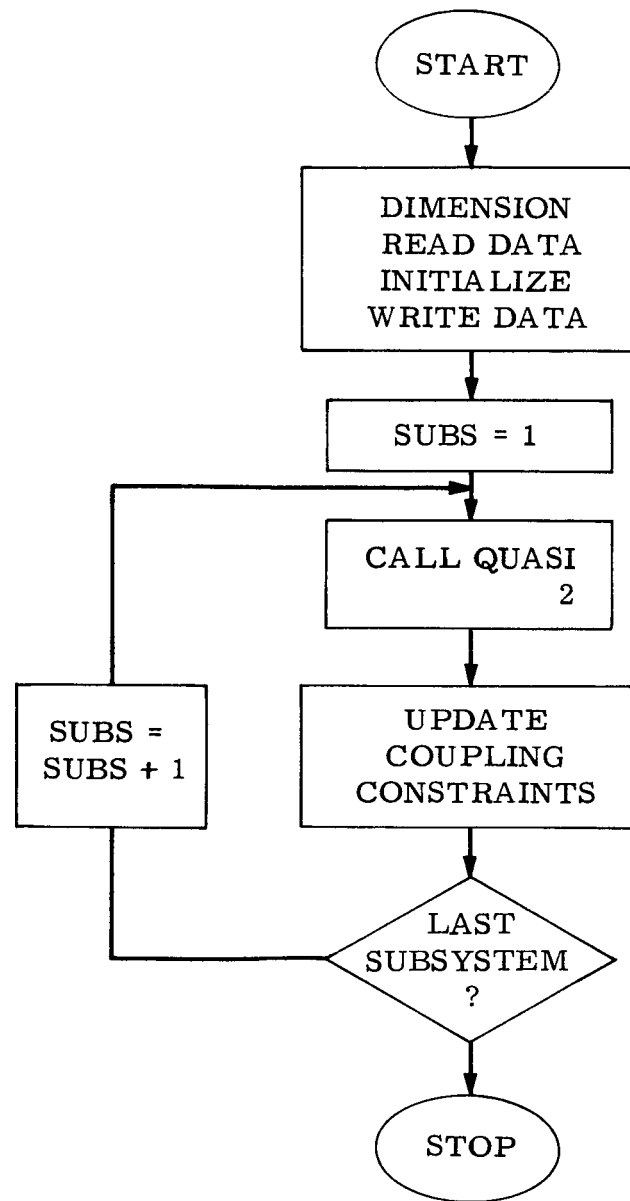 START
DIMENSION
READ DATA
INITIALIZE
WRITE DATA
SUBS = 1
CALL QUASI
2
UPDATE
COUPLING
CONSTRAINTS
SUBS =
SUBS + 1
LAST
SUBSYSTEM
?
STOP